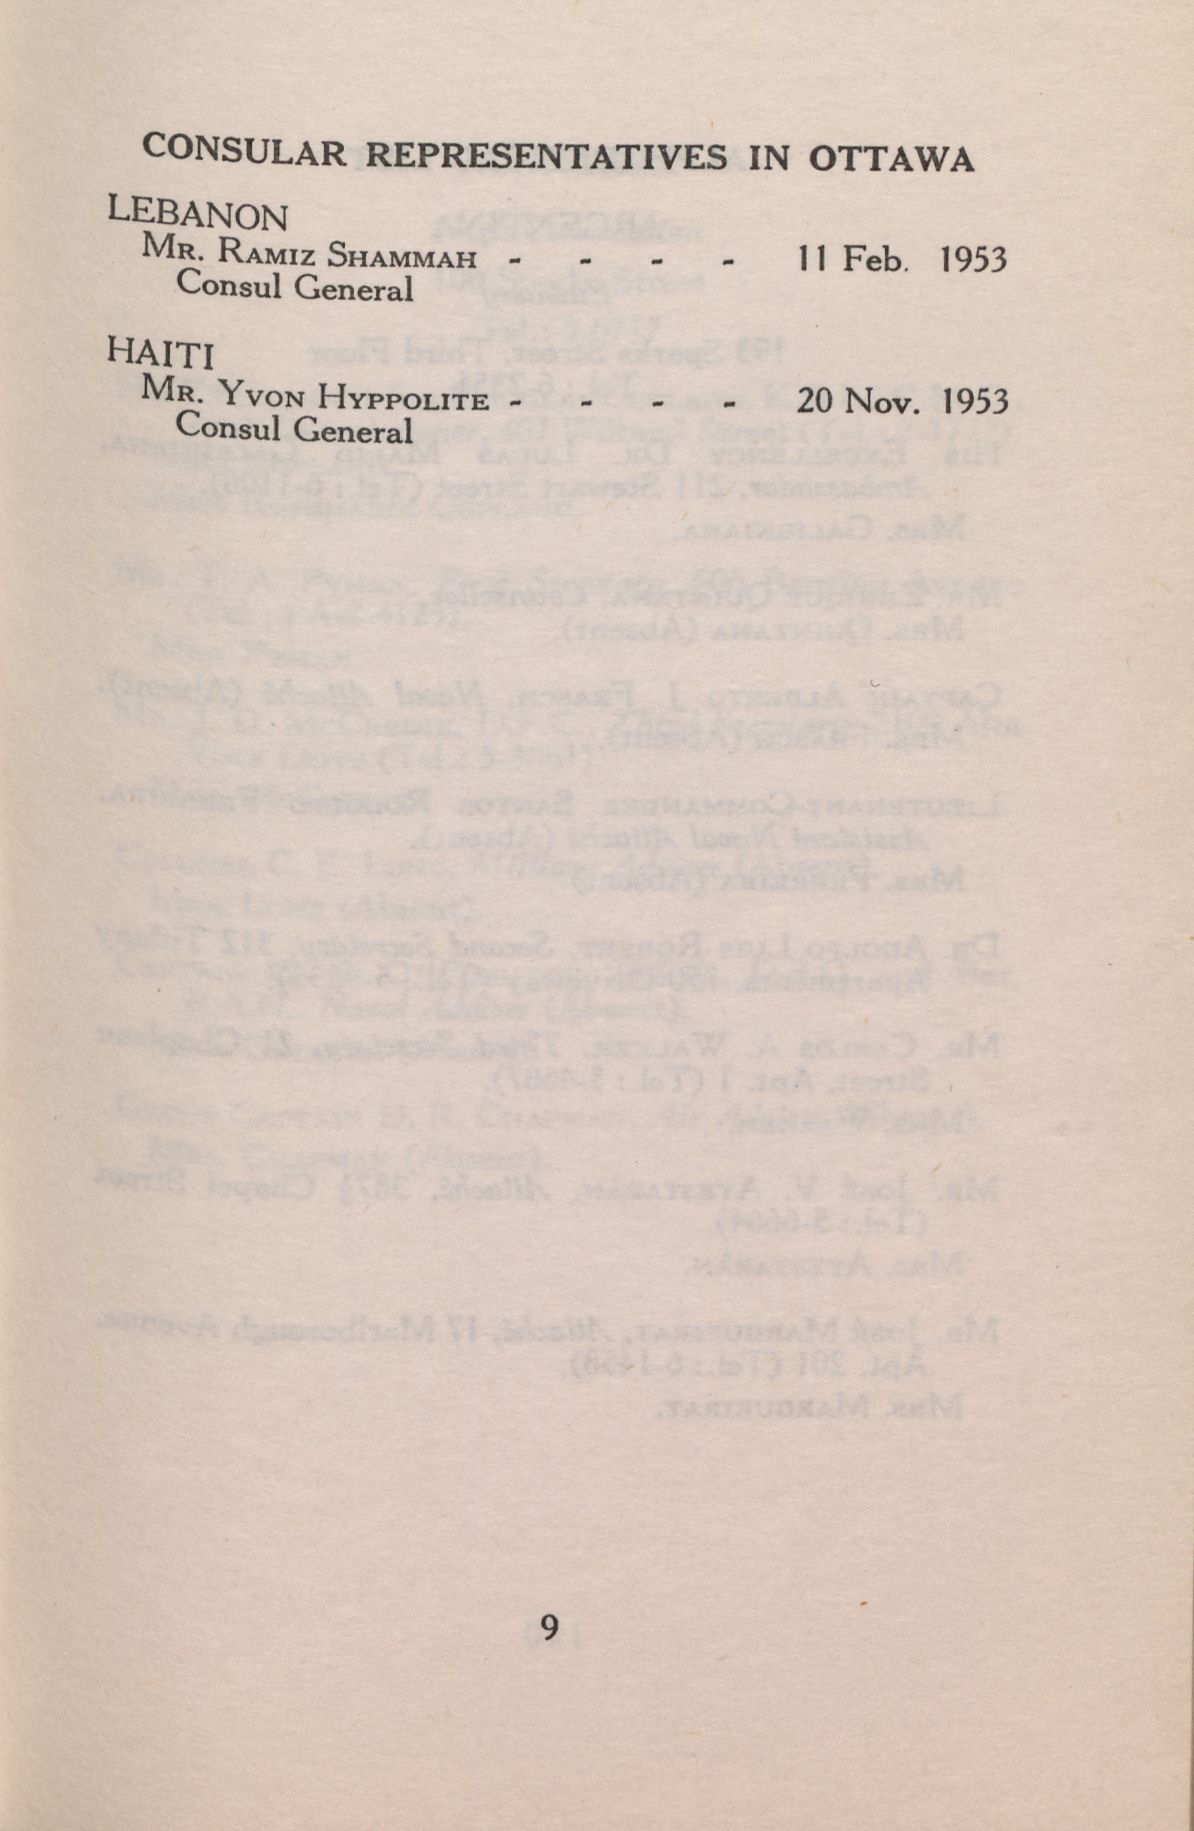 CONSULAR REPRESENTATIVES IN OTTAWA
LEBANON
MR. RAMIZ SHAMMAH - - - - 11 Feb. 1953
Consul General
HAITI
MR. YVON HYPPOLITE - - - - 20 Nov. 1953
Consul General
9